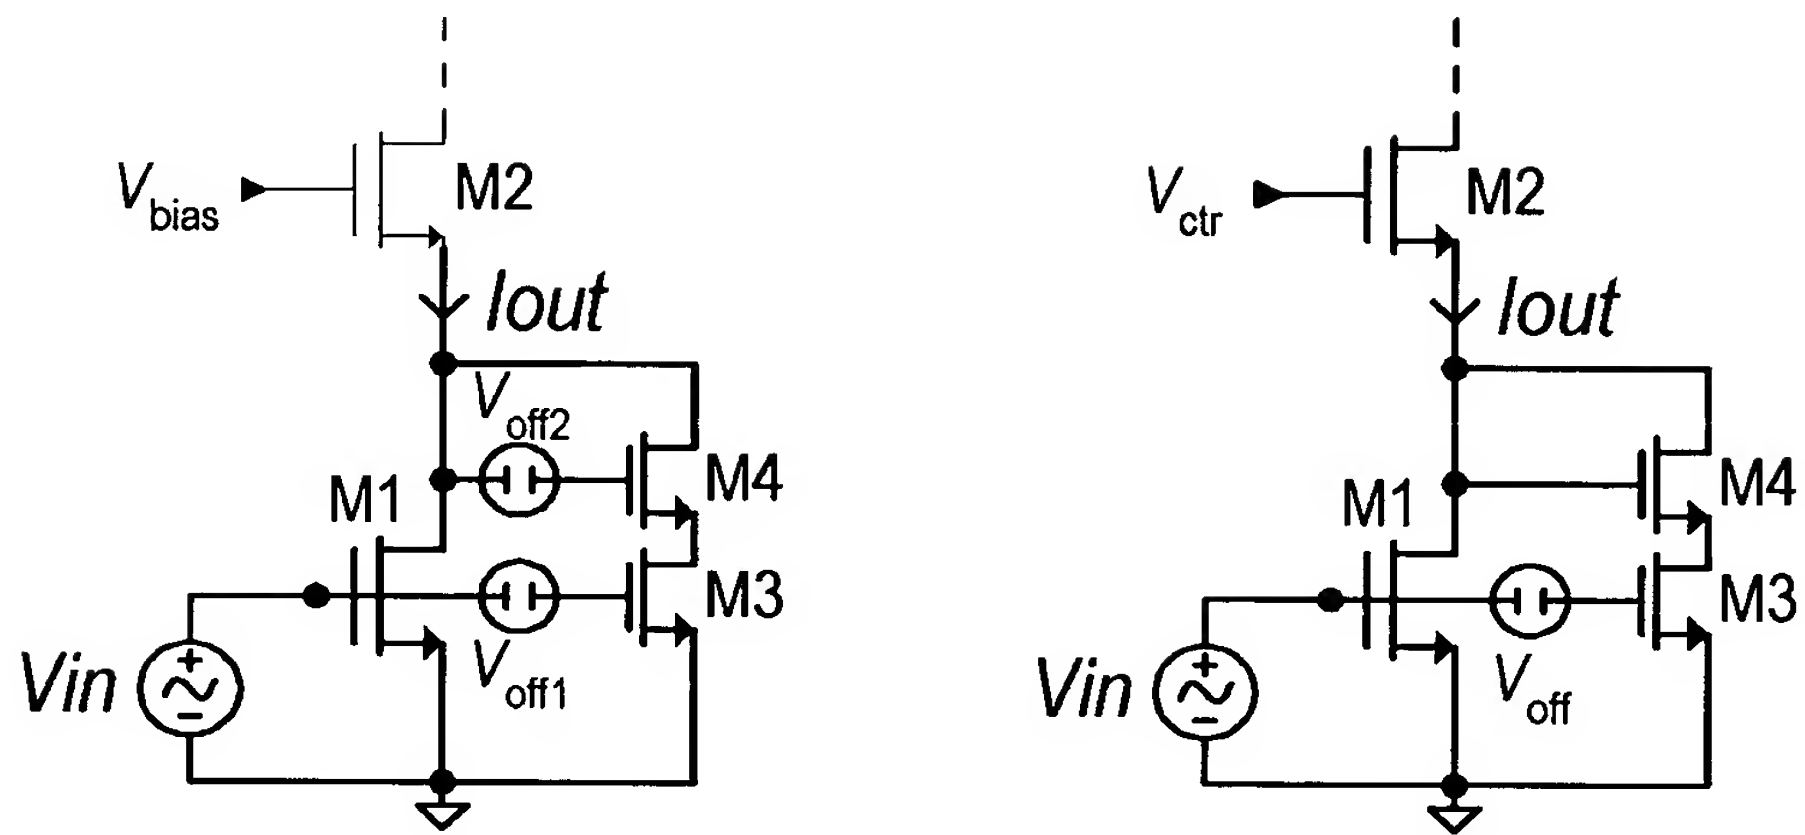 Vbias
M2
Iout
Voff2
M4
M1
M3
Voff1
Vin
+
−
Vctr
M2
Iout
M4
M1
M3
Voff
Vin
+
−